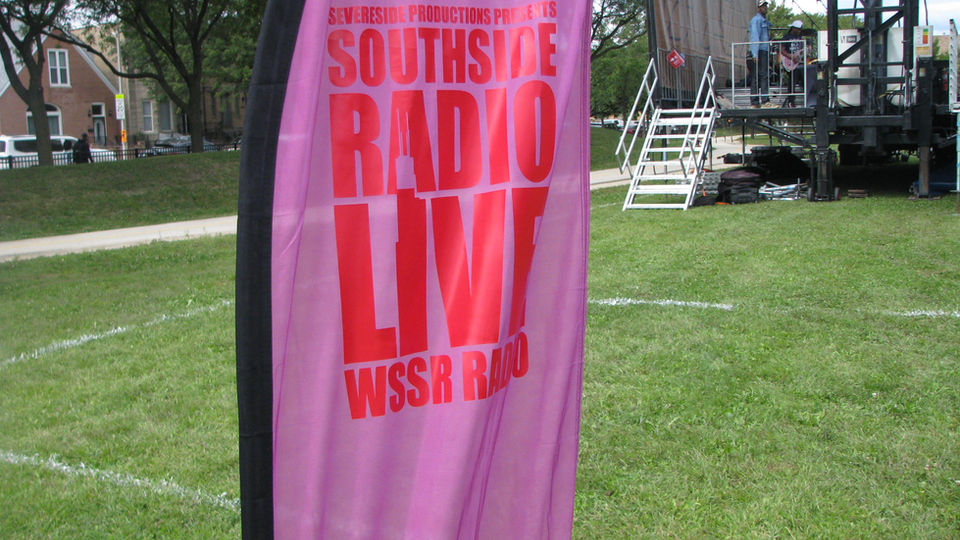 SEVERESIDE PRODUCTIONS PRESENTS
SOUTHSIDE
RADIO
LIVE
WSSR RADIO